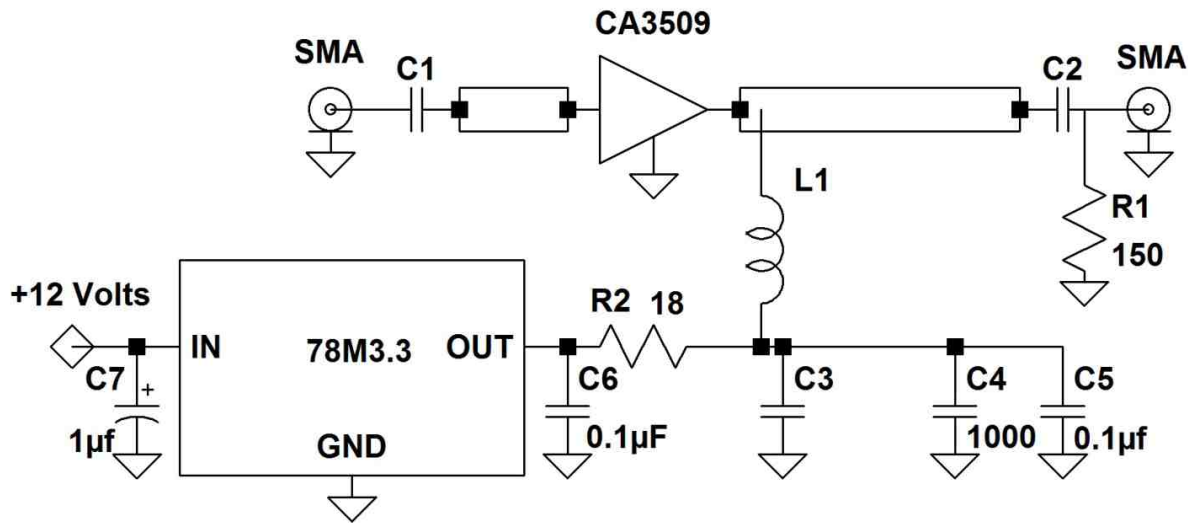 CA3509
SMA
C1
C2
SMA
L1
R1
150
+12 Volts
IN
78M3.3
OUT
R2 18
C7
+
1µf
C6
0.1µF
C3
C4
1000
C5
0.1µf
GND